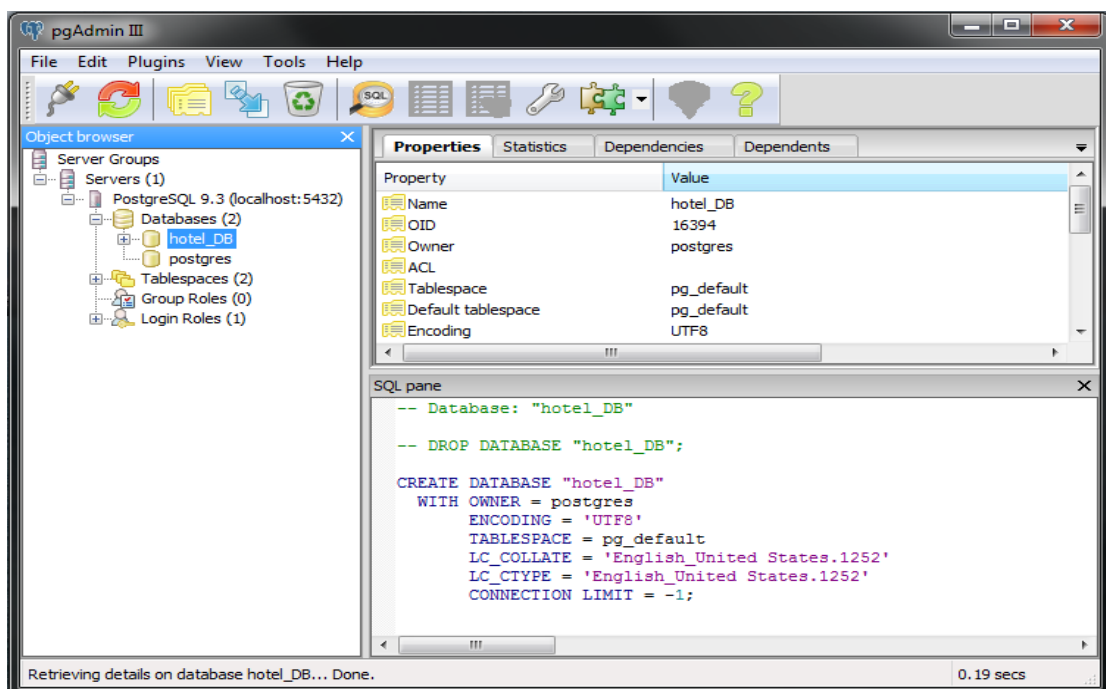 pgAdmin III
File Edit Plugins View Tools Help
SQL
Object browser
Server Groups
Servers (1)
PostgreSQL 9.3 (localhost:5432)
Databases (2)
hotel_DB
postgres
Tablespaces (2)
Group Roles (0)
Login Roles (1)
Properties Statistics Dependencies Dependents
Property Value
Name hotel_DB
OID 16394
Owner postgres
ACL
Tablespace pg_default
Default tablespace pg_default
Encoding UTF8
SQL pane
-- Database: "hotel_DB"
-- DROP DATABASE "hotel_DB";
CREATE DATABASE "hotel_DB"
WITH OWNER = postgres
ENCODING = 'UTF8'
TABLESPACE = pg_default
LC_COLLATE = 'English_United States.1252'
LC_CTYPE = 'English_United States.1252'
CONNECTION LIMIT = -1;
Retrieving details on database hotel_DB... Done. 0.19 secs